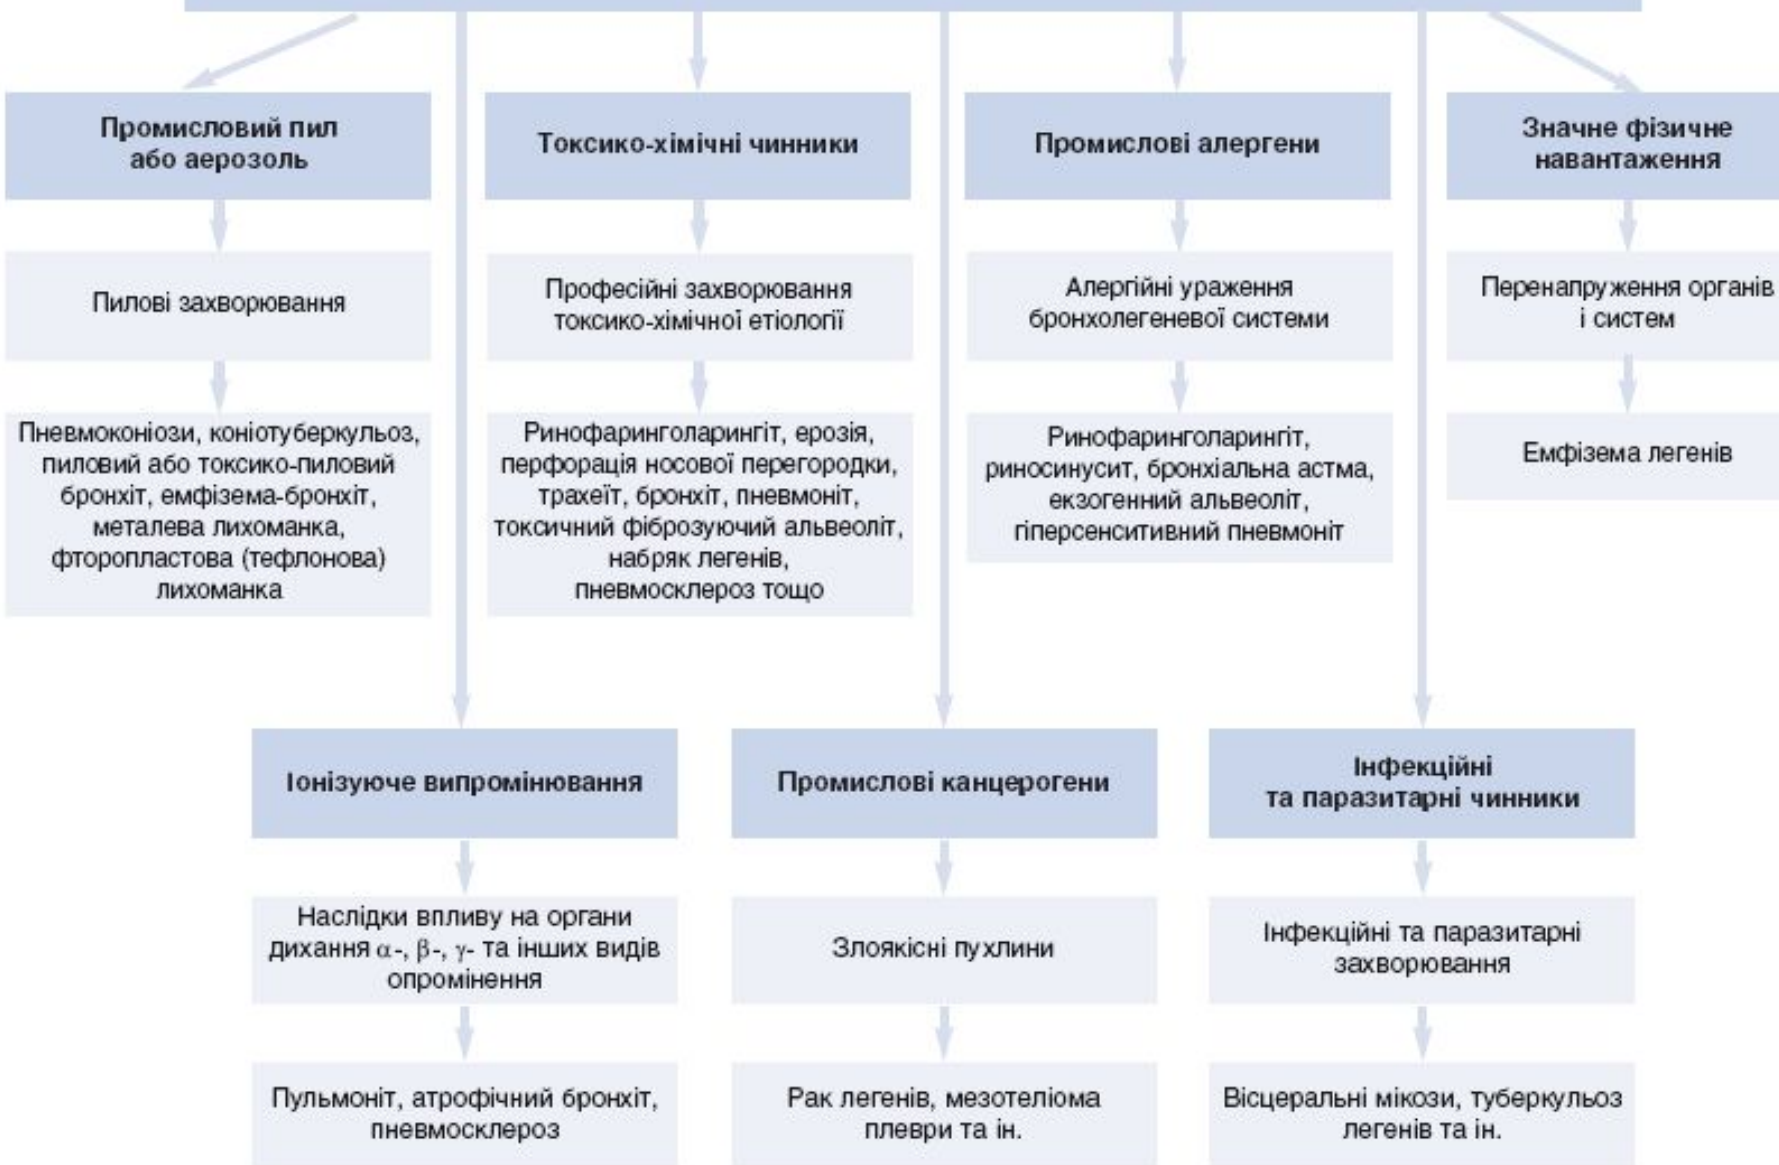 Промисловий пил
або аерозоль
Токсико-хімічні чинники
Промислові алергени
Значне фізичне
навантаження
Пилові захворювання
Професійні захворювання
токсико-хімічної етіології
Алергійні ураження
бронхолегеневої системи
Перенапруження органів
і систем
Пневмоконіози, коніотуберкульоз,
пиловий або токсико-пиловий
бронхіт, емфізема-бронхіт,
металева лихоманка,
фторопластова (тефлонова)
лихоманка
Ринофаринголарингіт, ерозія,
перфорація носової перегородки,
трахеїт, бронхіт, пневмоніт,
токсичний фіброзуючий альвеоліт,
набряк легенів,
пневмосклероз тощо
Ринофаринголарингіт,
риносинусит, бронхіальна астма,
екзогенний альвеоліт,
гіперсенситивний пневмоніт
Емфізема легенів
Іонізуюче випромінювання
Промислові канцерогени
Інфекційні
та паразитарні чинники
Наслідки впливу на органи
дихання α-, β-, γ- та інших видів
опромінення
Злоякісні пухлини
Інфекційні та паразитарні
захворювання
Пульмоніт, атрофічний бронхіт,
пневмосклероз
Рак легенів, мезотеліома
плеври та ін.
Вісцеральні мікози, туберкульоз
легенів та ін.